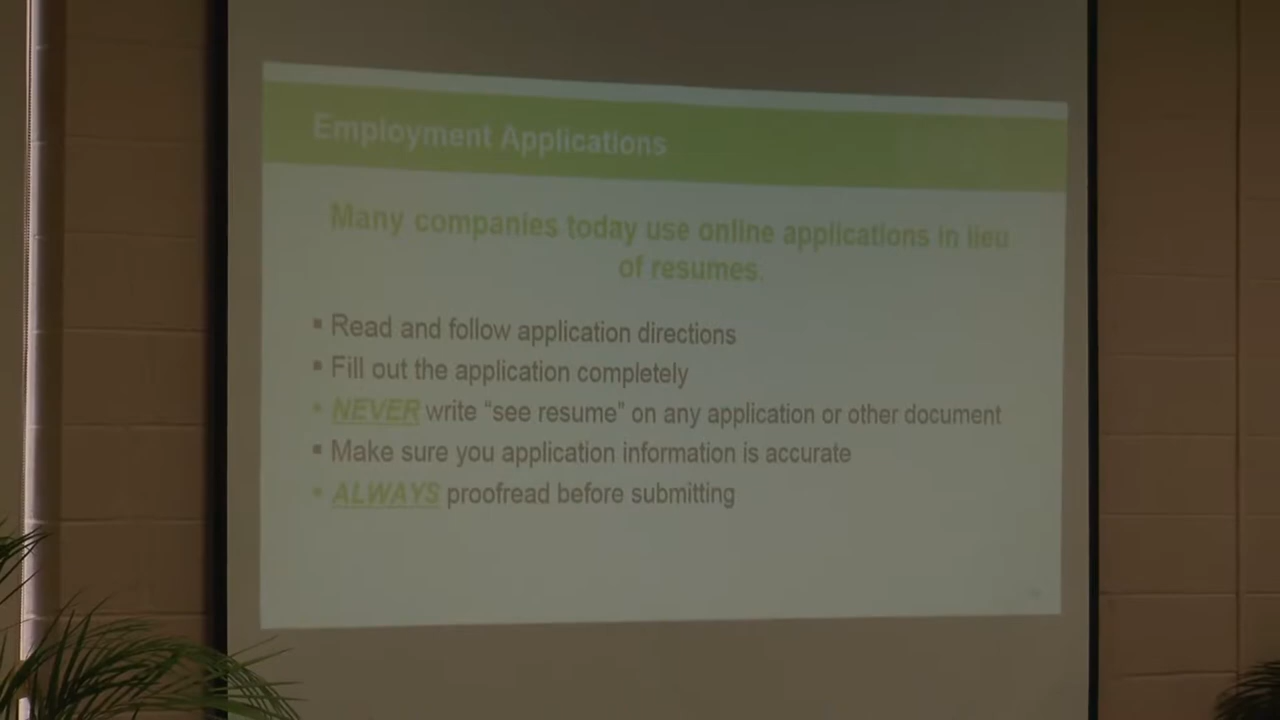 Employment Applications
Many companies today use online applications in lieu
of resumes.
▪ Read and follow application directions
▪ Fill out the application completely
▪ NEVER write “see resume” on any application or other document
▪ Make sure you application information is accurate
▪ ALWAYS proofread before submitting